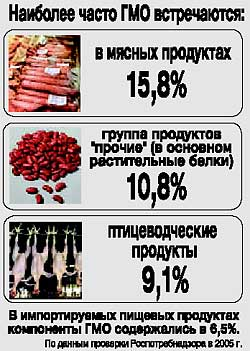 Наиболее часто ГМО встречаются:
в мясных продуктах
15,8%
группа продуктов
"прочие" (в основном
растительные белки)
10,8%
птицеводческие
продукты
9,1%
В импортируемых пищевых продуктах
компоненты ГМО содержались в 6,5%.
По данным проверки Роспотребнадзора в 2005 г.